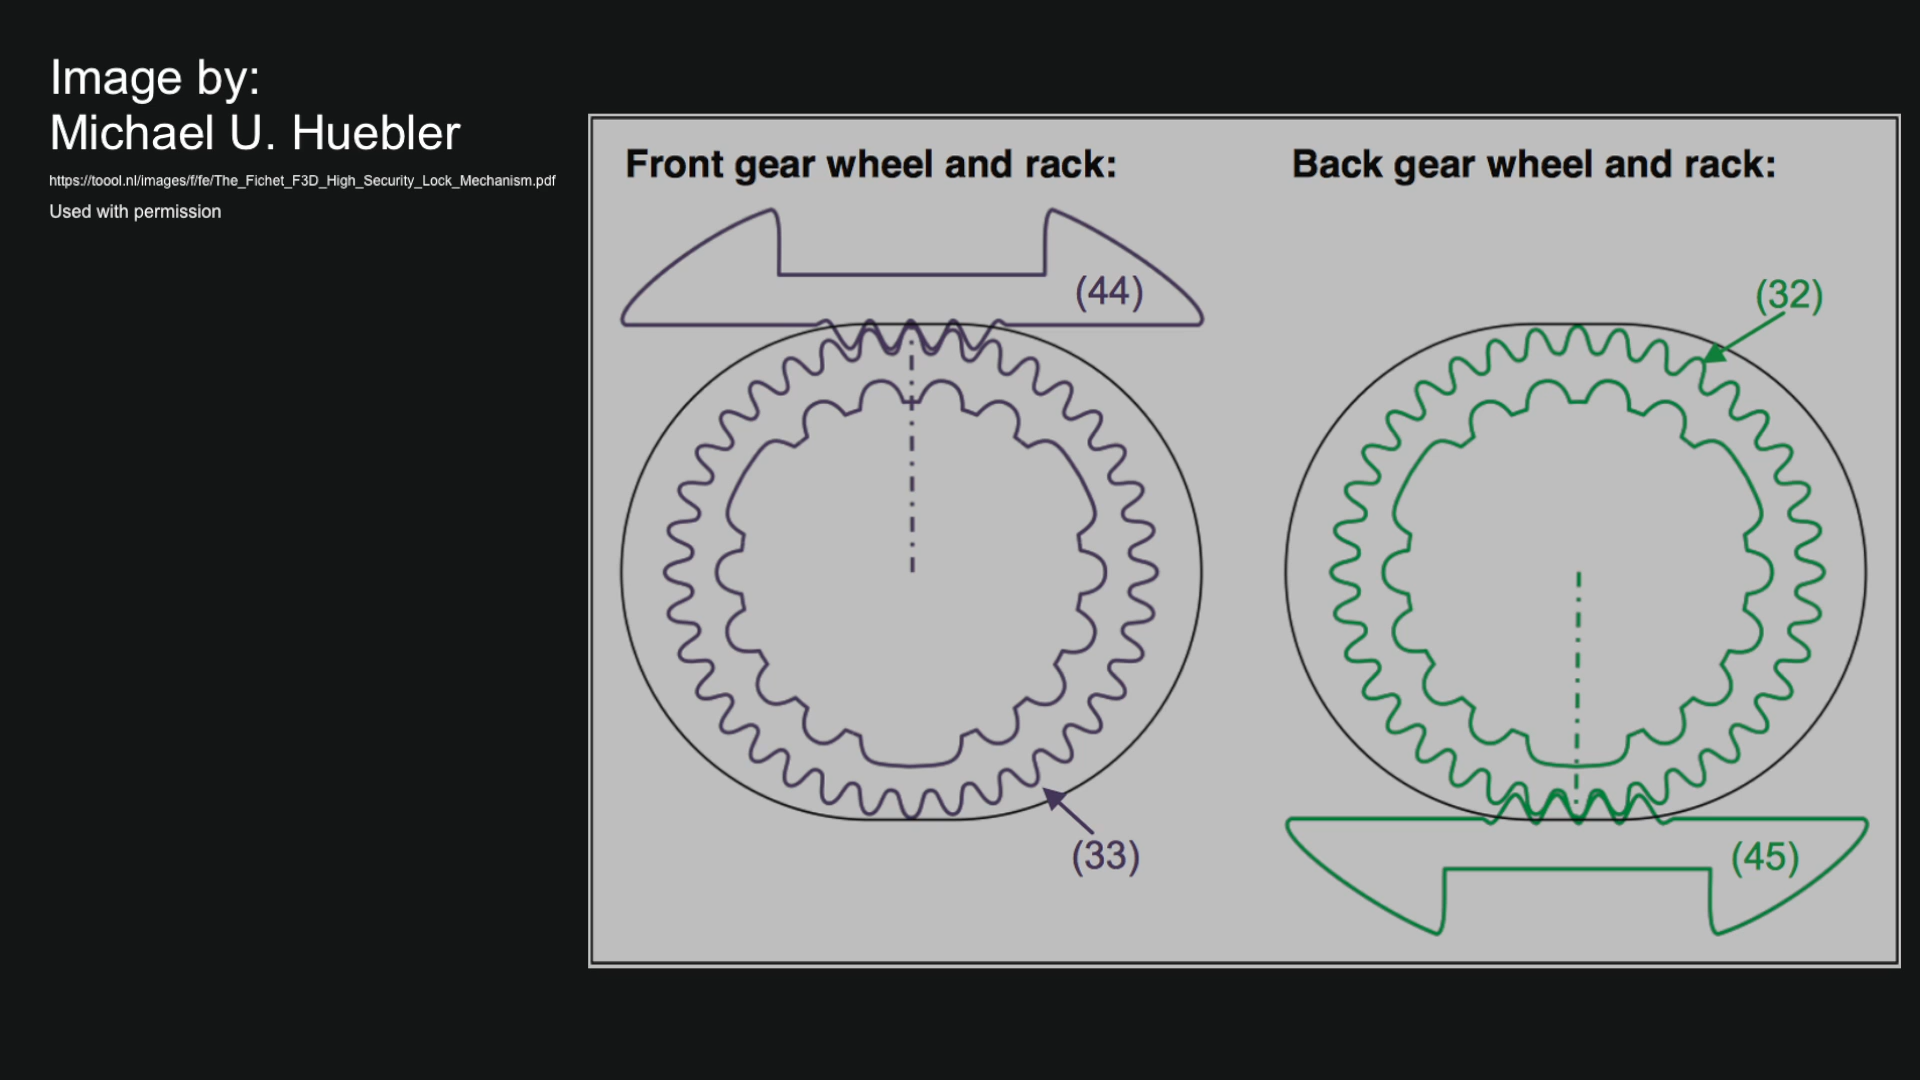 Image by:
Michael U. Huebler
https://toool.nl/images/f/fe/The_Fichet_F3D_High_Security_Lock_Mechanism.pdf
Used with permission
Front gear wheel and rack:
Back gear wheel and rack:
(44)
(32)
(33)
(45)